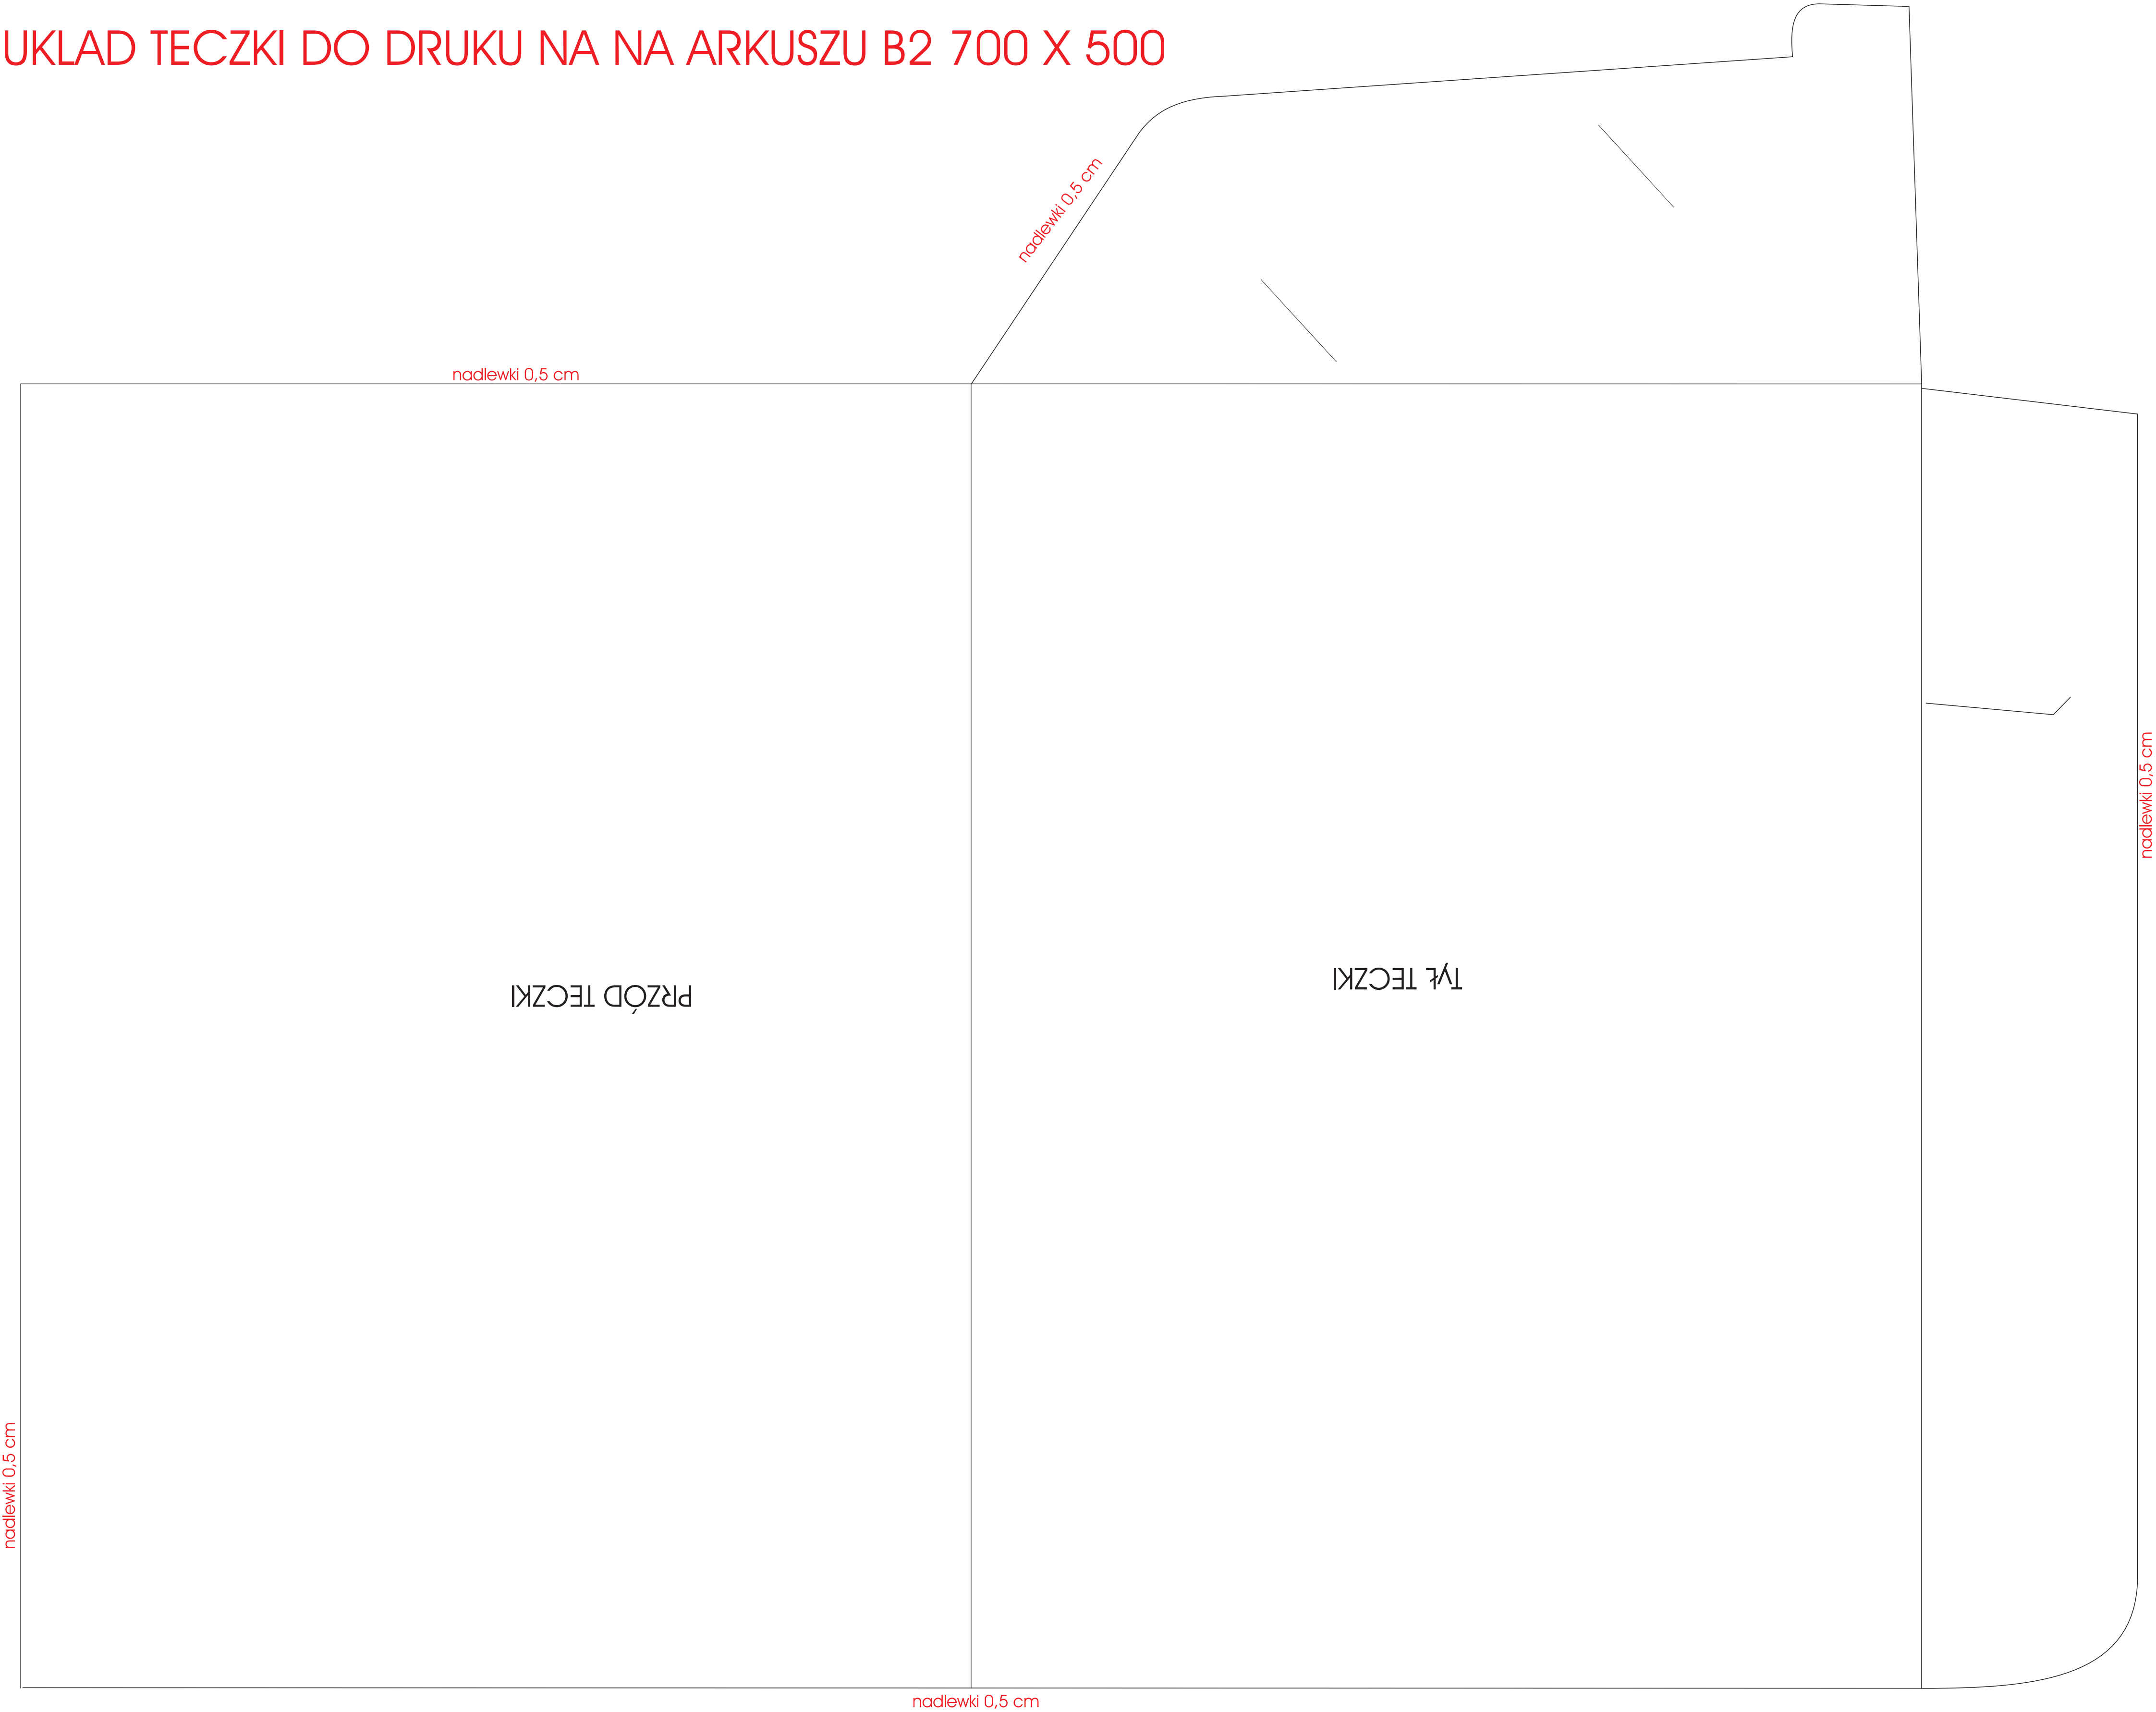 UKLAD TECZKI DO DRUKU NA NA ARKUSZU B2 700 X 500
nadlewki 0,5 cm
nadlewki 0,5 cm
nadlewki 0,5 cm
PRZÓD TECZKI
TYŁ TECZKI
nadlewki 0,5 cm
nadlewki 0,5 cm